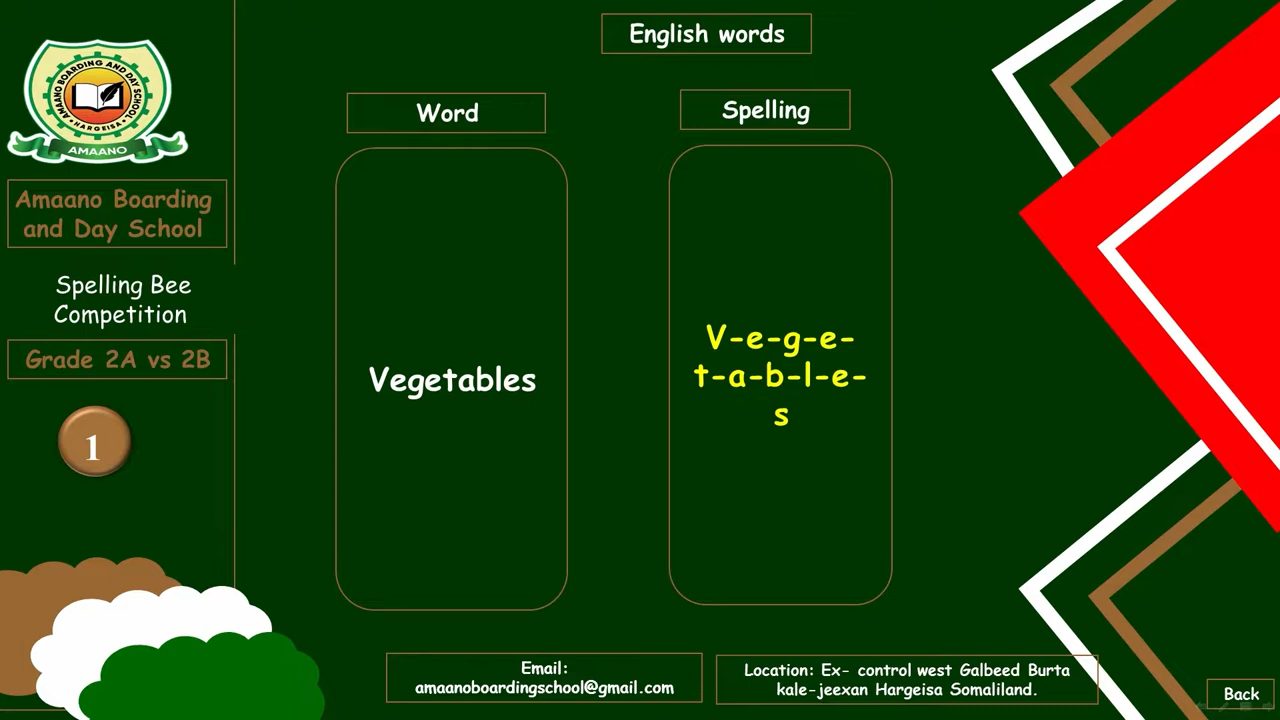 English words
AMAANO BOARDING AND DAY SCHOOL
HARGEISA
AMAANO
Word
Spelling
Amaano Boarding
and Day School
Spelling Bee
Competition
Grade 2A vs 2B
1
Vegetables
V-e-g-e-
t-a-b-l-e-
s
Email:
amaanoboardingschool@gmail.com
Location: Ex- control west Galbeed Burta
kale-jeexan Hargeisa Somaliland.
Back